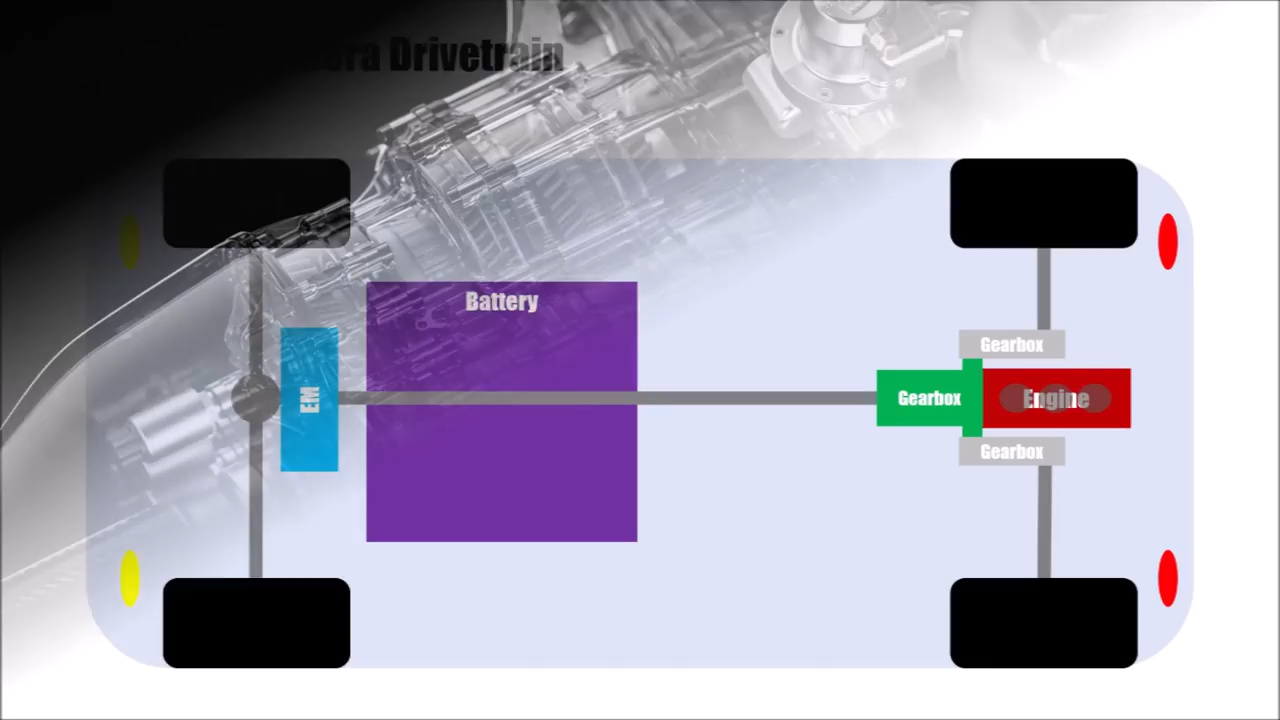 Drivetrain
Battery
Gearbox
EM
Gearbox
Engine
Gearbox